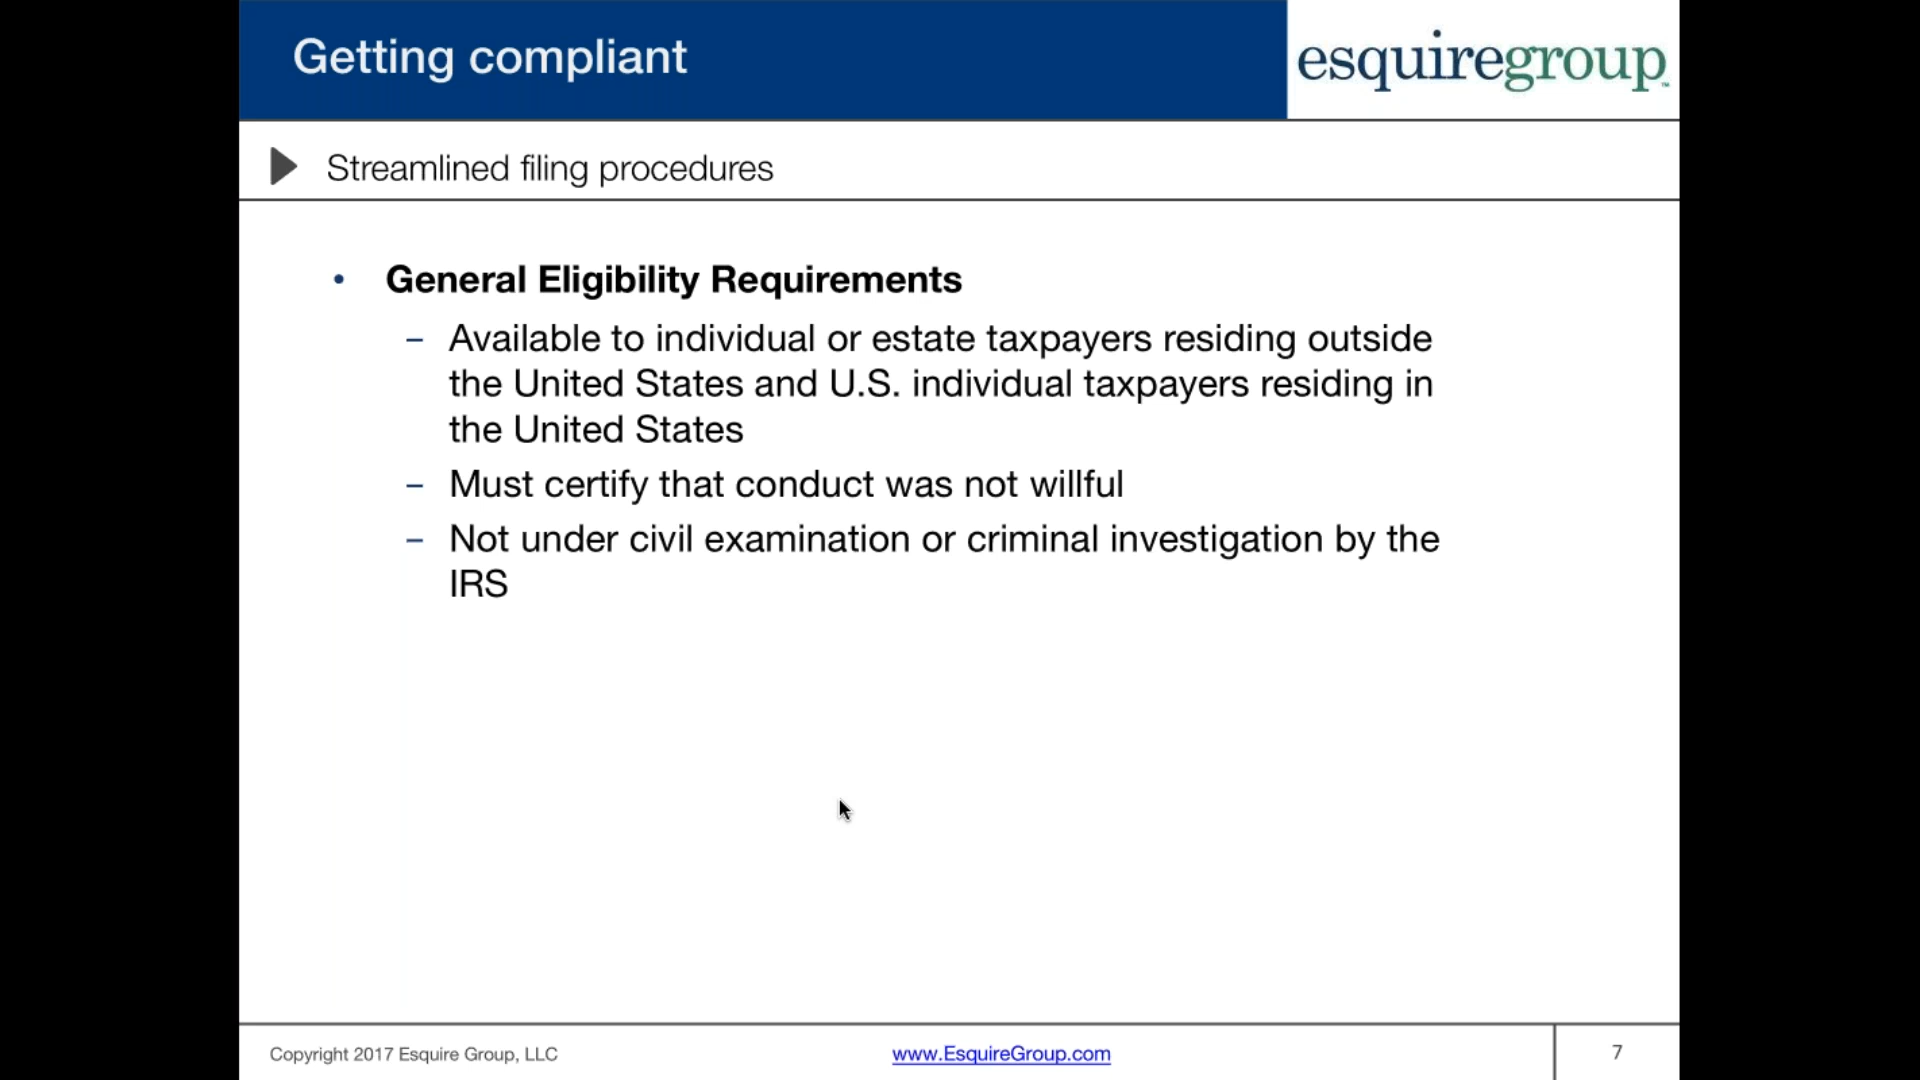 Getting compliant
esquiregroup™
Streamlined filing procedures
• General Eligibility Requirements
– Available to individual or estate taxpayers residing outside
the United States and U.S. individual taxpayers residing in
the United States
– Must certify that conduct was not willful
– Not under civil examination or criminal investigation by the
IRS
Copyright 2017 Esquire Group, LLC
www.EsquireGroup.com
7